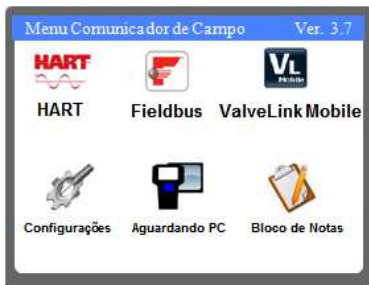 Menu Comunicador de Campo Ver. 3.7
HART
VL
Mobile
HART Fieldbus ValveLink Mobile
Configurações Aguardando PC Bloco de Notas